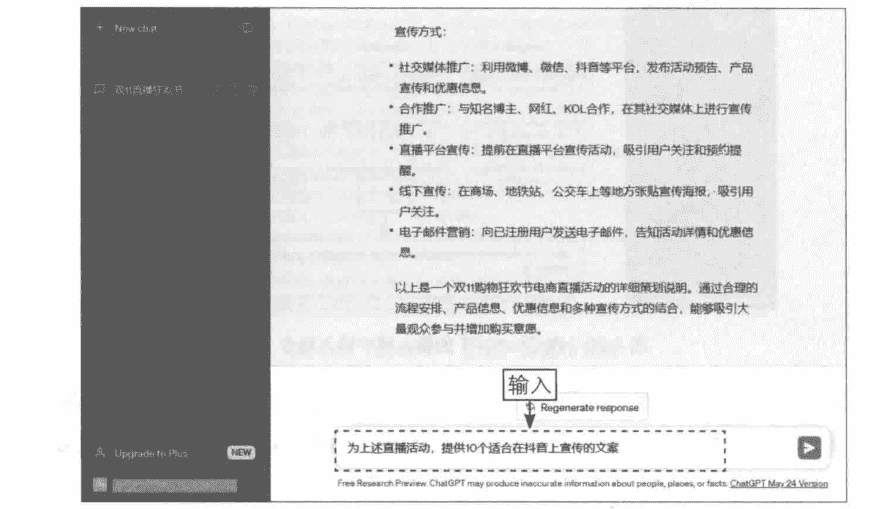 New chat
双11直播狂欢节
宣传方式：
• 社交媒体推广：利用微博、微信、抖音等平台，发布活动预告、产品
宣传和优惠信息。
• 合作推广：与知名博主、网红、KOL合作，在其社交媒体上进行宣传
推广。
• 直播平台宣传：提前在直播平台宣传活动，吸引用户关注和预约提
醒。
• 线下宣传：在商场、地铁站、公交车上等地方张贴宣传海报，吸引用
户关注。
• 电子邮件营销：向已注册用户发送电子邮件，告知活动详情和优惠信
息。
以上是一个双11购物狂欢节电商直播活动的详细策划说明。通过合理的
流程安排、产品信息、优惠信息和多种宣传方式的结合，能够吸引大
量观众参与并增加购买意愿。
输入
Regenerate response
为上述直播活动，提供10个适合在抖音上宣传的文案
Upgrade to Plus NEW
Free Research Preview. ChatGPT may produce inaccurate information about people, places, or facts. ChatGPT May 24 Version